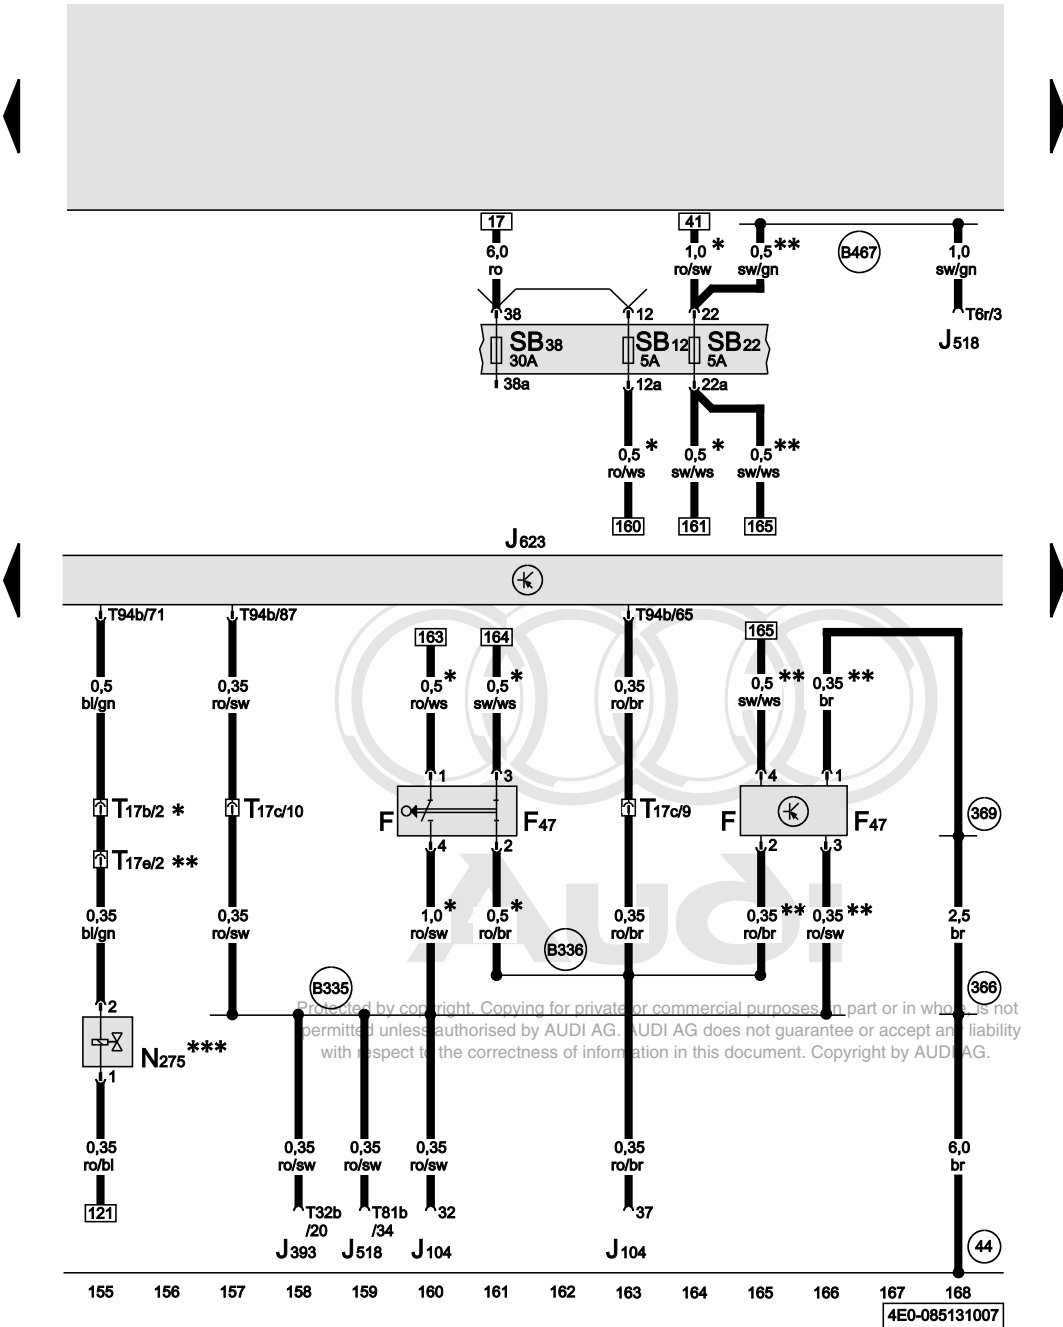 17 41
6,0 1,0 * 0,5 ** B467 1,0
ro ro/sw sw/gn sw/gn
38 12 22 T6r/3
SB38 SB12 SB22 J518
30A 5A 5A
38a 12a 22a
0,5 * 0,5 * 0,5 **
ro/ws sw/ws sw/ws
160 161 165
J623
T94b/71 T94b/87 T94b/65
163 164 165
0,5 0,35 0,5 * 0,5 * 0,35 0,5 ** 0,35 **
bl/gn ro/sw ro/ws sw/ws ro/br sw/ws br
1 3 4 1
T17b/2 * T17c/10 T17c/9
F F47 F F47 369
4 2 2 3
T17e/2 **
Audi
0,35 0,35 1,0 * 0,5 * 0,35 0,35 ** 0,35 ** 2,5
bl/gn ro/sw ro/sw ro/br ro/br ro/br ro/sw br
B336
B335 366
2
Protected by copyright. Copying for private or commercial purposes, in part or in whole, is not
permitted unless authorised by AUDI AG. AUDI AG does not guarantee or accept any liability
with respect to the correctness of information in this document. Copyright by AUDI AG.
N275 ***
1
0,35 0,35 0,35 0,35 0,35 6,0
ro/bl ro/sw ro/sw ro/sw ro/br br
121 T32b T81b 32 37
/20 /34
J393 J518 J104 J104 44
155 156 157 158 159 160 161 162 163 164 165 166 167 168
4E0-085131007